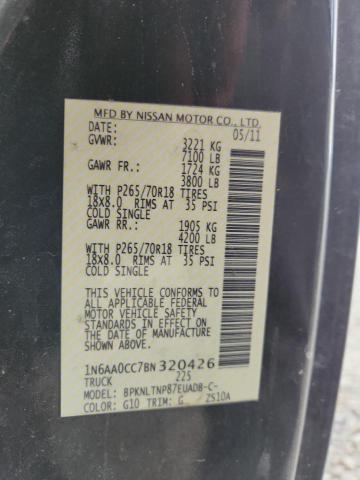 MFD BY NISSAN MOTOR CO., LTD.
DATE: 05/11
GVWR: 3221 KG
7100 LB
GAWR FR.: 1724 KG
3800 LB
WITH P265/70R18 TIRES
18x8.0 RIMS AT 35 PSI
COLD SINGLE
GAWR RR.: 1905 KG
4200 LB
WITH P265/70R18 TIRES
18x8.0 RIMS AT 35 PSI
COLD SINGLE
THIS VEHICLE CONFORMS TO
ALL APPLICABLE FEDERAL
MOTOR VEHICLE SAFETY
STANDARDS IN EFFECT ON
THE DATE OF MANUFACTURE
SHOWN ABOVE.
1N6AA0CC7BN320426
TRUCK 225
MODEL: BPKNLTNP87EUADB-C-
COLOR: G10 TRIM: G ZS10A